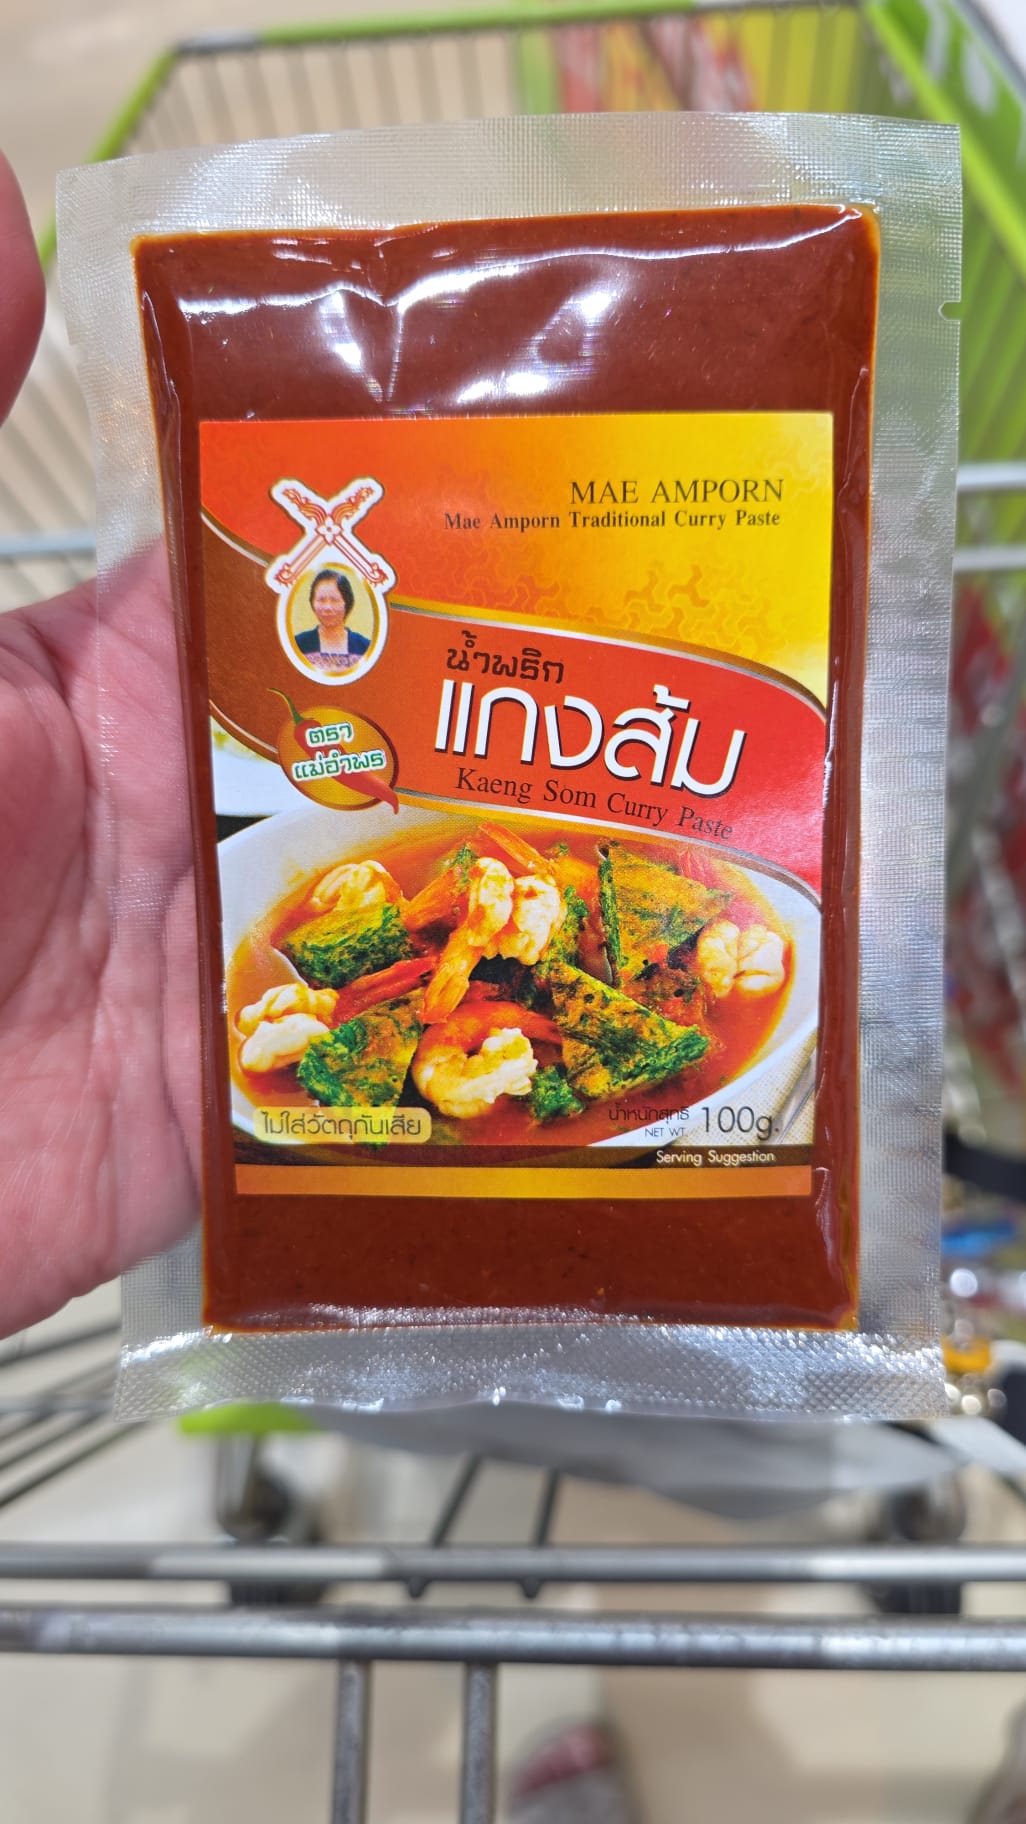 MAE AMPORN
Mae Amporn Traditional Curry Paste
น้ำพริก
แกงส้ม
Kaeng Som Curry Paste
ตรา
แม่อำพร
ไม่ใส่วัตถุกันเสีย
น้ำหนักสุทธิ
NET WT. 100g.
Serving Suggestion